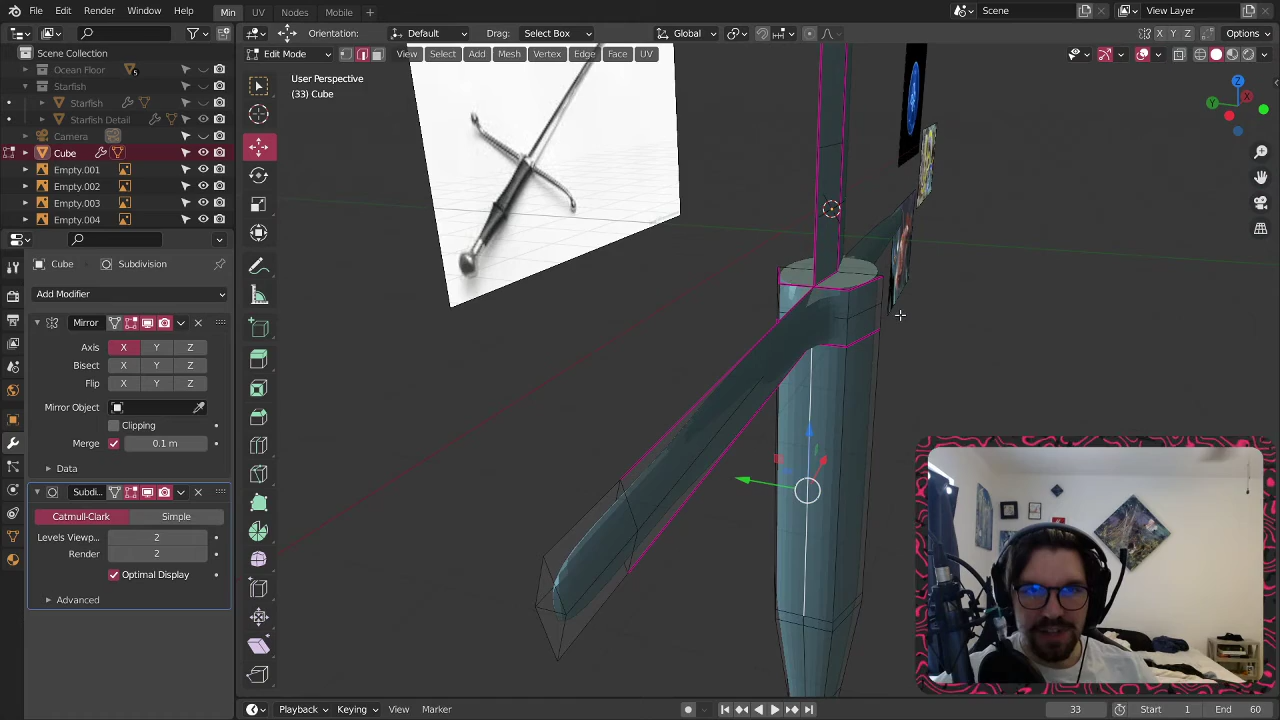 File Edit Render Window Help Min UV Nodes Mobile + Scene View Layer
Orientation: Default Drag: Select Box Global X Y Z Options
Scene Collection
Edit Mode View Select Add Mesh Vertex Edge Face UV
Ocean Floor 5
Starfish
Starfish
Starfish Detail
Camera
Cube
Empty.001
Empty.002
Empty.003
Empty.004
User Perspective
(33) Cube
Z
Y X
Cube Subdivision
Add Modifier
Mirror
Axis X Y Z
Bisect X Y Z
Flip X Y Z
Mirror Object
Clipping
Merge 0.1 m
Data
Subdi..
Catmull-Clark Simple
Levels Viewp... 2
Render 2
Optimal Display
Advanced
Playback Keying View Marker 33 Start 1 End 60